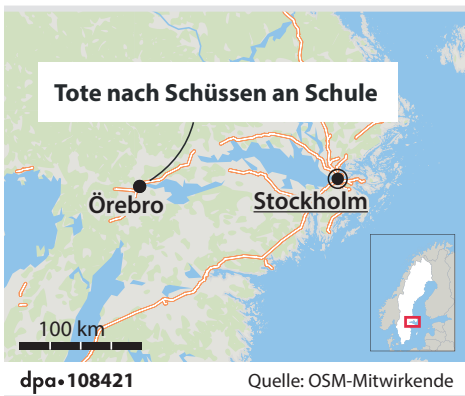 Tote nach Schüssen an Schule
Örebro
Stockholm
100 km
dpa•108421
Quelle: OSM-Mitwirkende